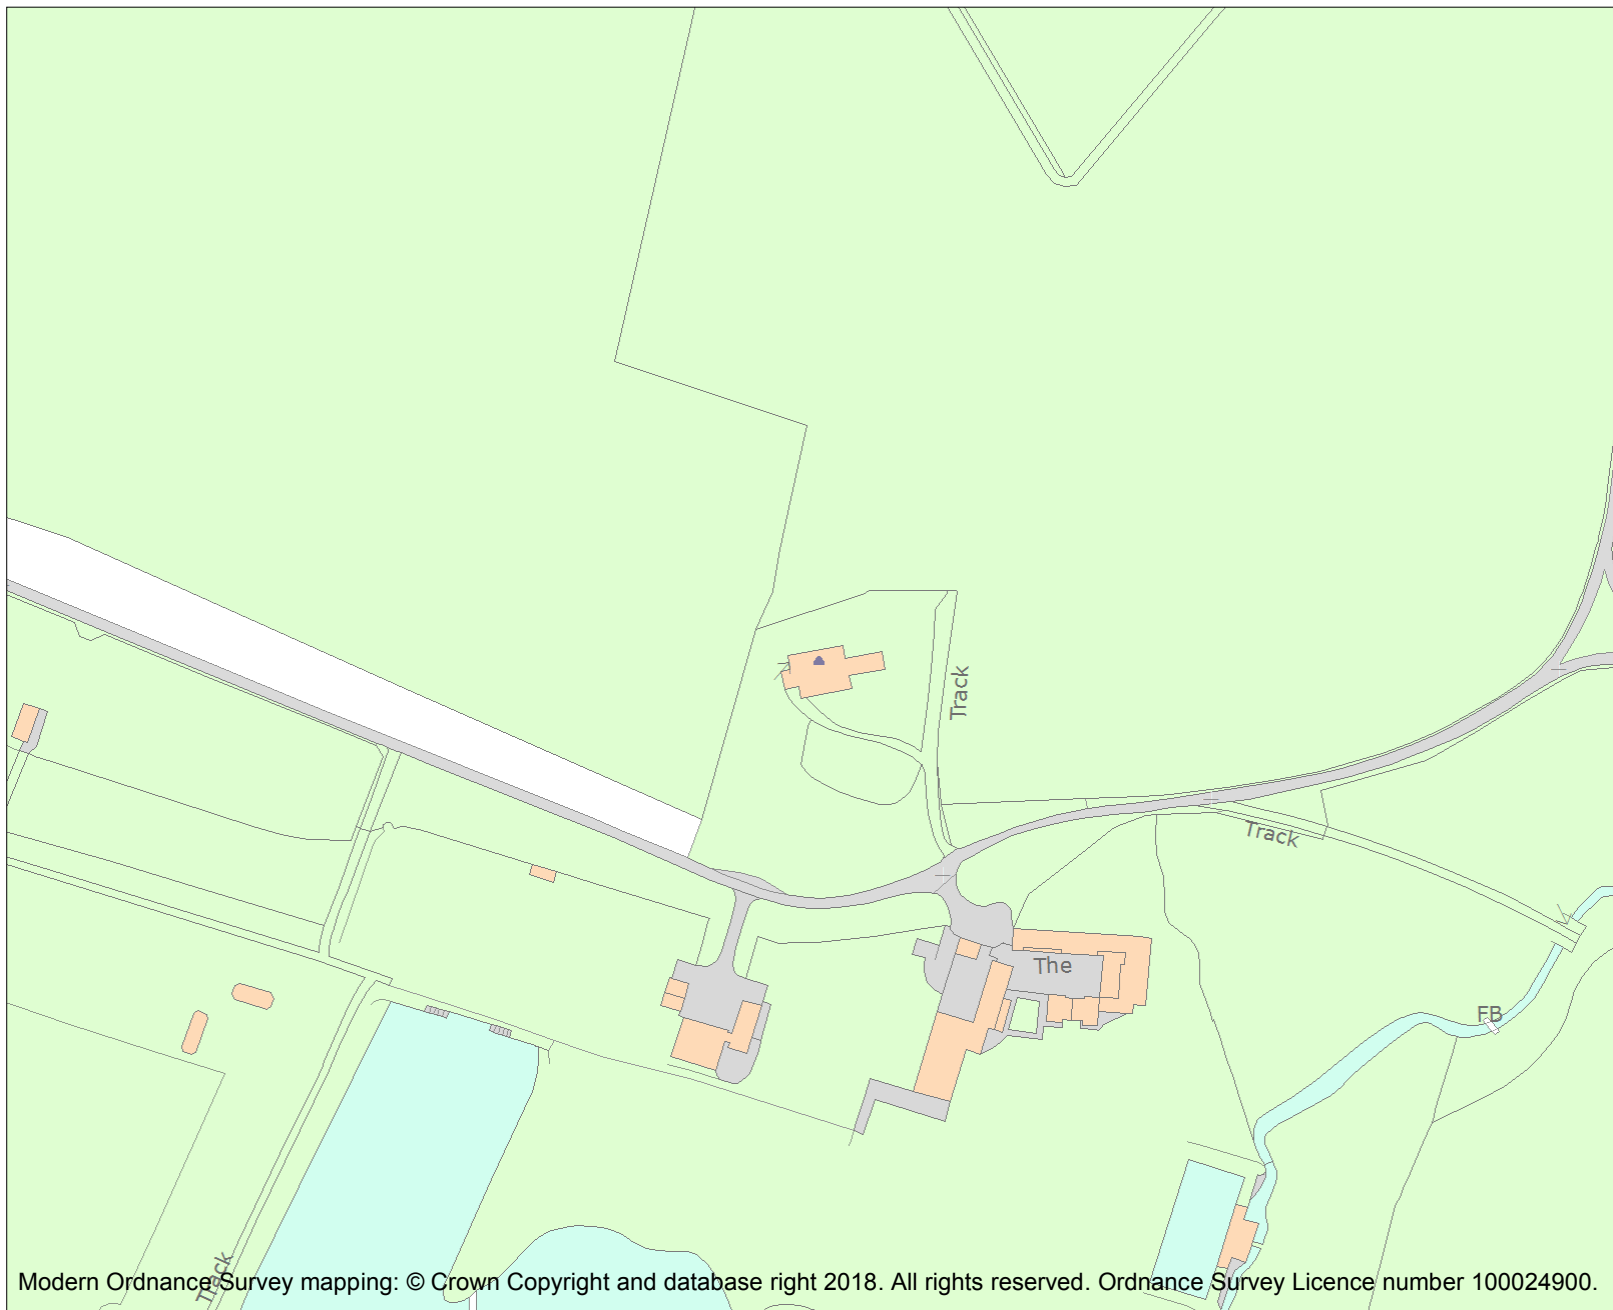 Track
Track
The
FB
Track
Modern Ordnance Survey mapping: © Crown Copyright and database right 2018. All rights reserved. Ordnance Survey Licence number 100024900.